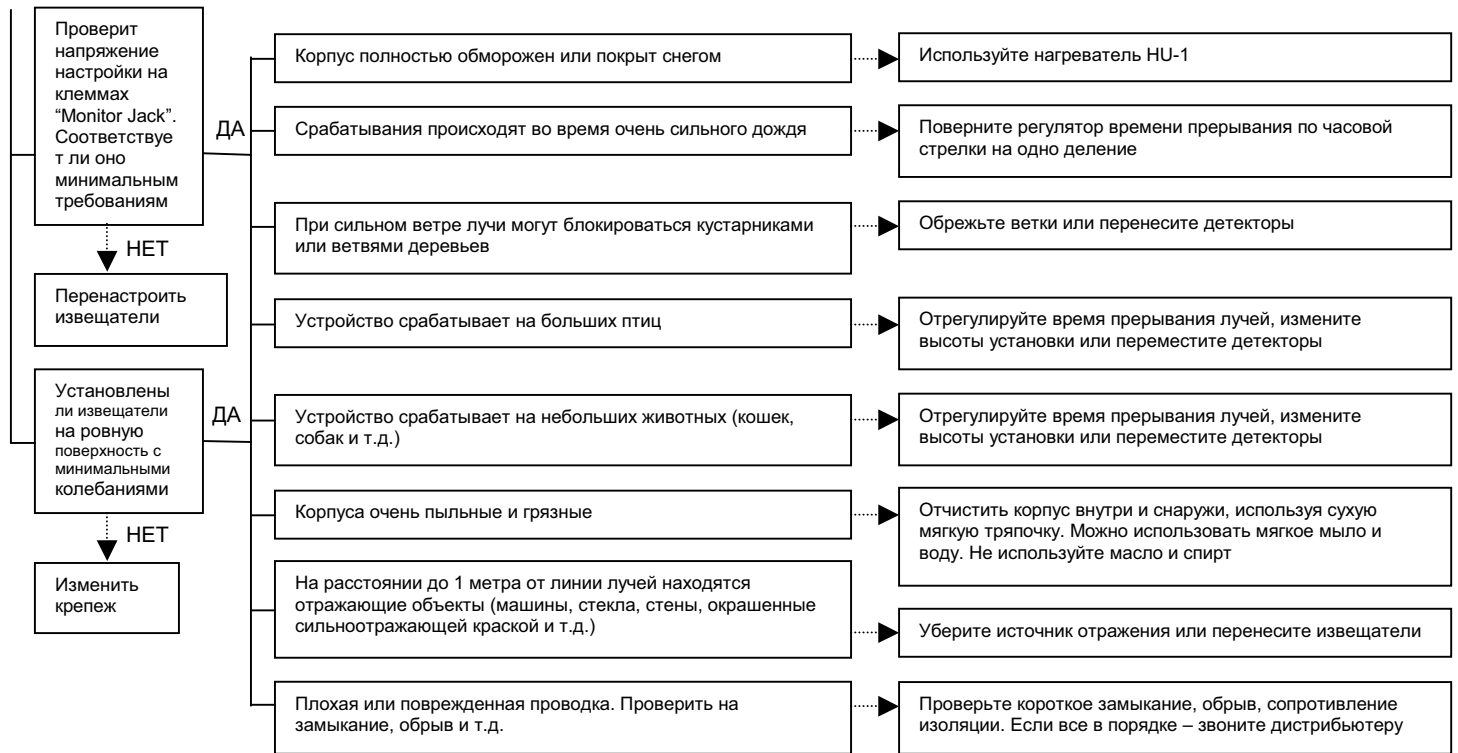 Проверит
напряжение
настройки на
клеммах
“Monitor Jack”.
Соответствуе
т ли оно
минимальным
требованиям
ДА
НЕТ
Перенастроить
извещатели
Установлены
ли извещатели
на ровную
поверхность с
минимальными
колебаниями
ДА
НЕТ
Изменить
крепеж
Корпус полностью обморожен или покрыт снегом
Используйте нагреватель HU-1
Срабатывания происходят во время очень сильного дождя
Поверните регулятор времени прерывания по часовой
стрелки на одно деление
При сильном ветре лучи могут блокироваться кустарниками
или ветвями деревьев
Обрежьте ветки или перенесите детекторы
Устройство срабатывает на больших птиц
Отрегулируйте время прерывания лучей, измените
высоты установки или переместите детекторы
Устройство срабатывает на небольших животных (кошек,
собак и т.д.)
Отрегулируйте время прерывания лучей, измените
высоты установки или переместите детекторы
Корпуса очень пыльные и грязные
Отчистить корпус внутри и снаружи, используя сухую
мягкую тряпочку. Можно использовать мягкое мыло и
воду. Не используйте масло и спирт
На расстоянии до 1 метра от линии лучей находятся
отражающие объекты (машины, стекла, стены, окрашенные
сильноотражающей краской и т.д.)
Уберите источник отражения или перенесите извещатели
Плохая или поврежденная проводка. Проверить на
замыкание, обрыв и т.д.
Проверьте короткое замыкание, обрыв, сопротивление
изоляции. Если все в порядке – звоните дистрибьютеру